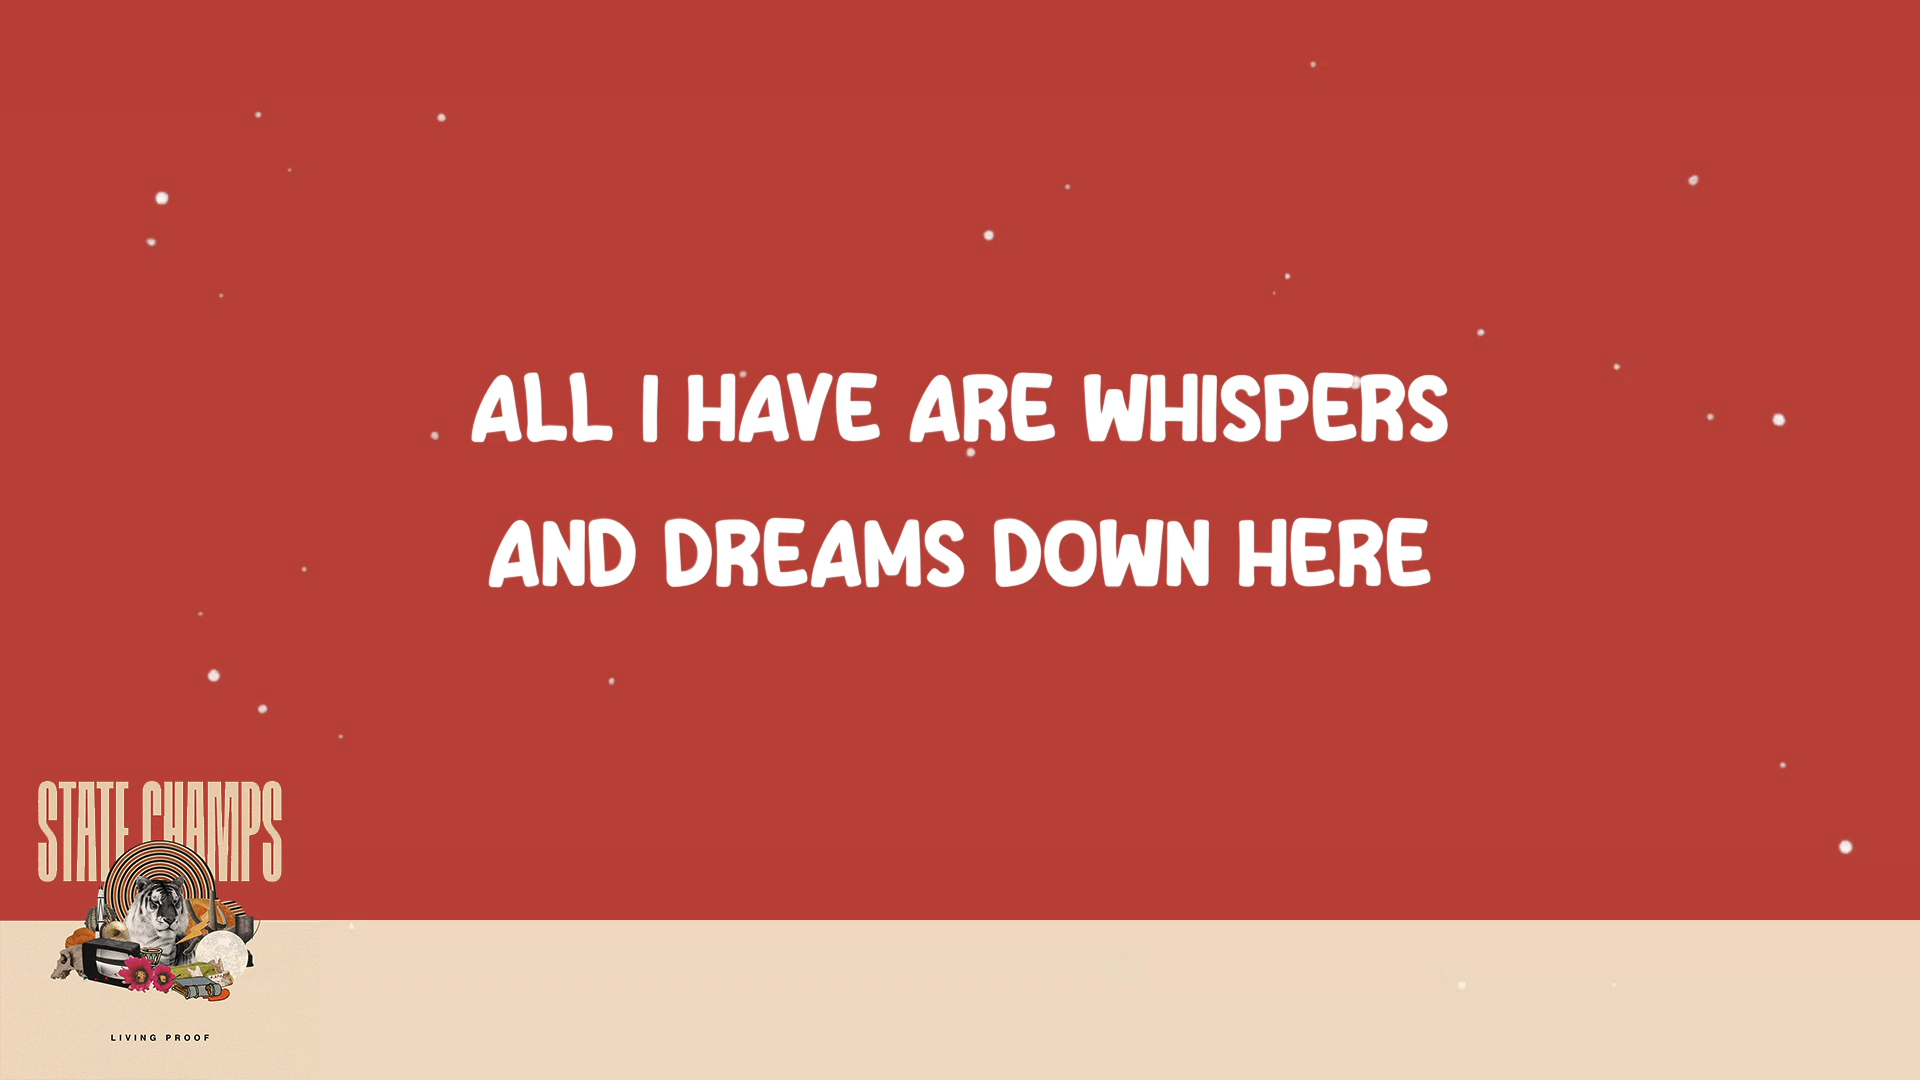 ALL I HAVE ARE WHISPERS
AND DREAMS DOWN HERE
STATE CHAMPS
LIVING PROOF